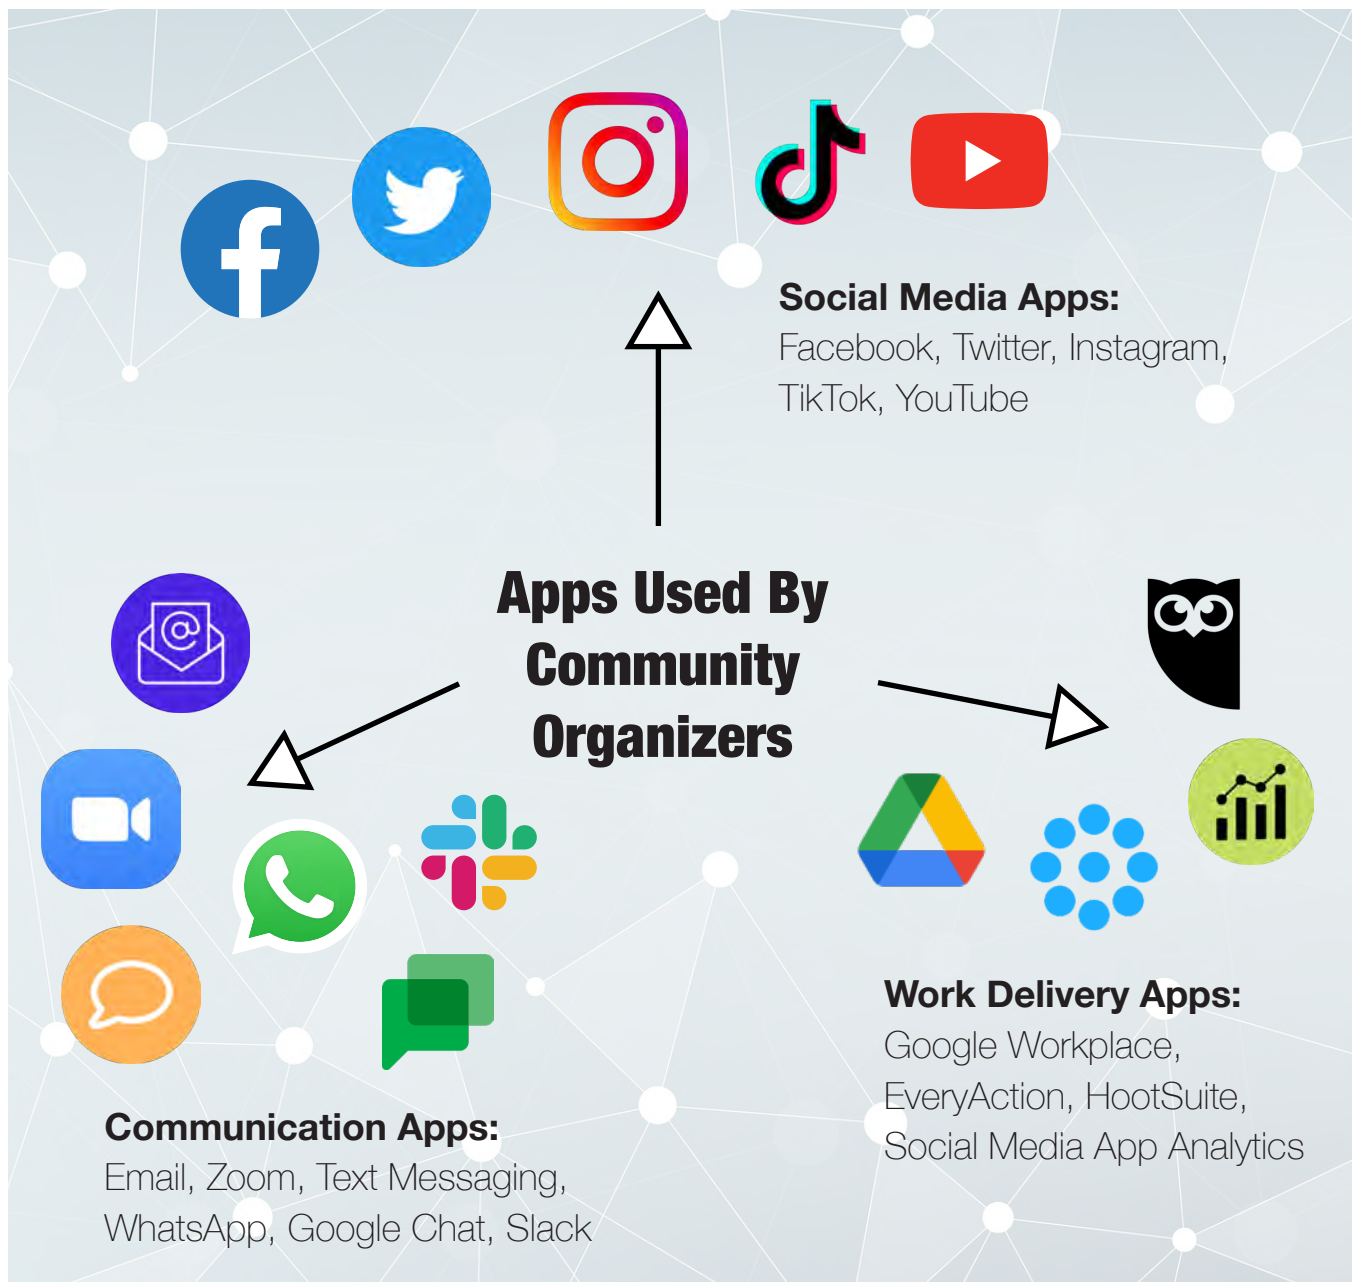 Social Media Apps:
Facebook, Twitter, Instagram,
TikTok, YouTube
Apps Used By
Community
Organizers
Communication Apps:
Email, Zoom, Text Messaging,
WhatsApp, Google Chat, Slack
Work Delivery Apps:
Google Workplace,
EveryAction, HootSuite,
Social Media App Analytics